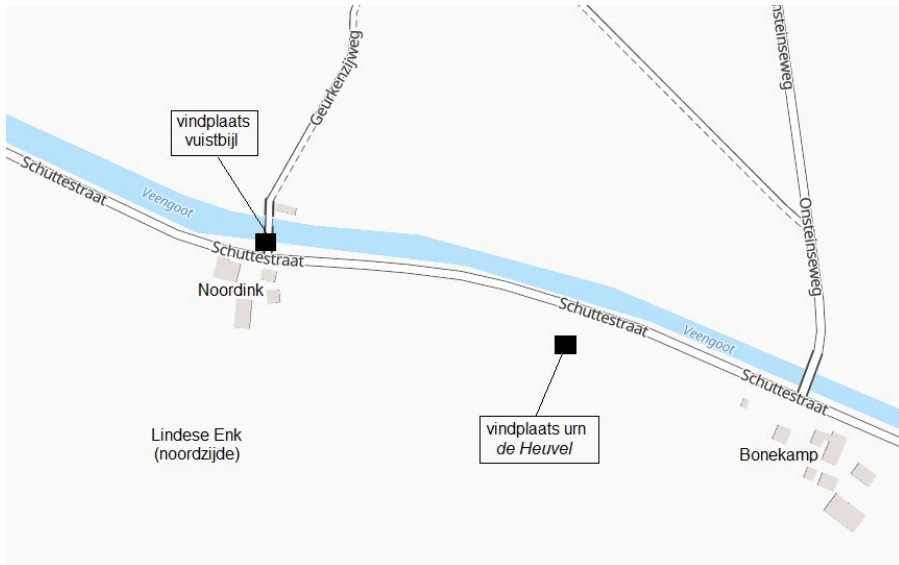 Geurkenzijweg
Onsteinseweg
vindplaats
vuistbijl
Schuttestraat
Veengoot
Onsteinseweg
Schuttestraat
Noordink
Schuttestraat
Veengoot
Schuttestraat
vindplaats urn
de Heuvel
Lindese Enk
(noordzijde)
Bonekamp